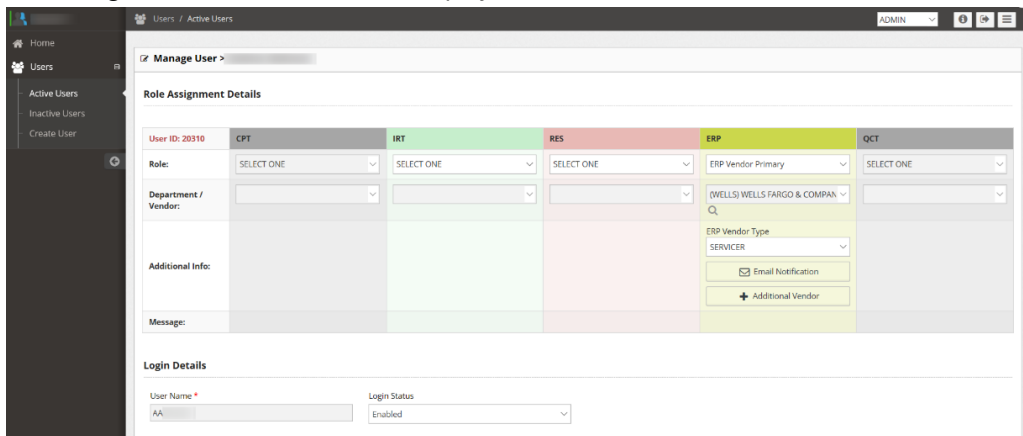 Users / Active Users
ADMIN
Home
Users
Manage User >
Active Users
Role Assignment Details
Inactive Users
Create User
User ID: 20310 CPT IRT RES ERP QCT
Role: SELECT ONE SELECT ONE SELECT ONE ERP Vendor Primary SELECT ONE
Department / Vendor: (WELLS) WELLS FARGO & COMPAN
ERP Vendor Type
SERVICER
Additional Info:
Email Notification
Additional Vendor
Message:
Login Details
User Name * Login Status
AA Enabled